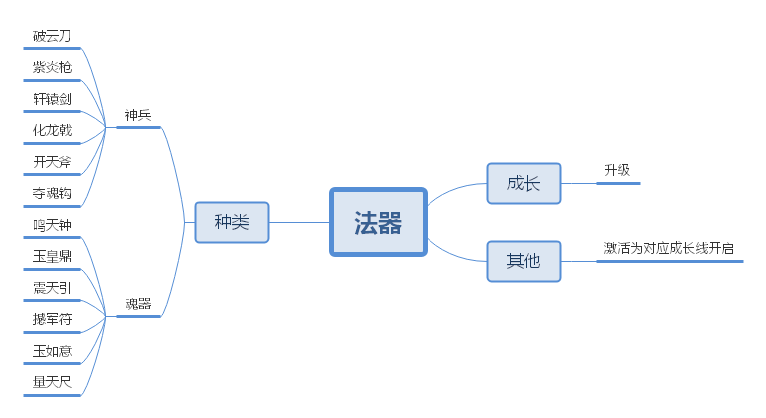 破云刀
紫炎枪
轩辕剑
化龙戟
开天斧
夺魂钩
神兵
鸣天钟
玉皇鼎
震天引
撼军符
玉如意
量天尺
魂器
种类
法器
成长
升级
其他
激活为对应成长线开启